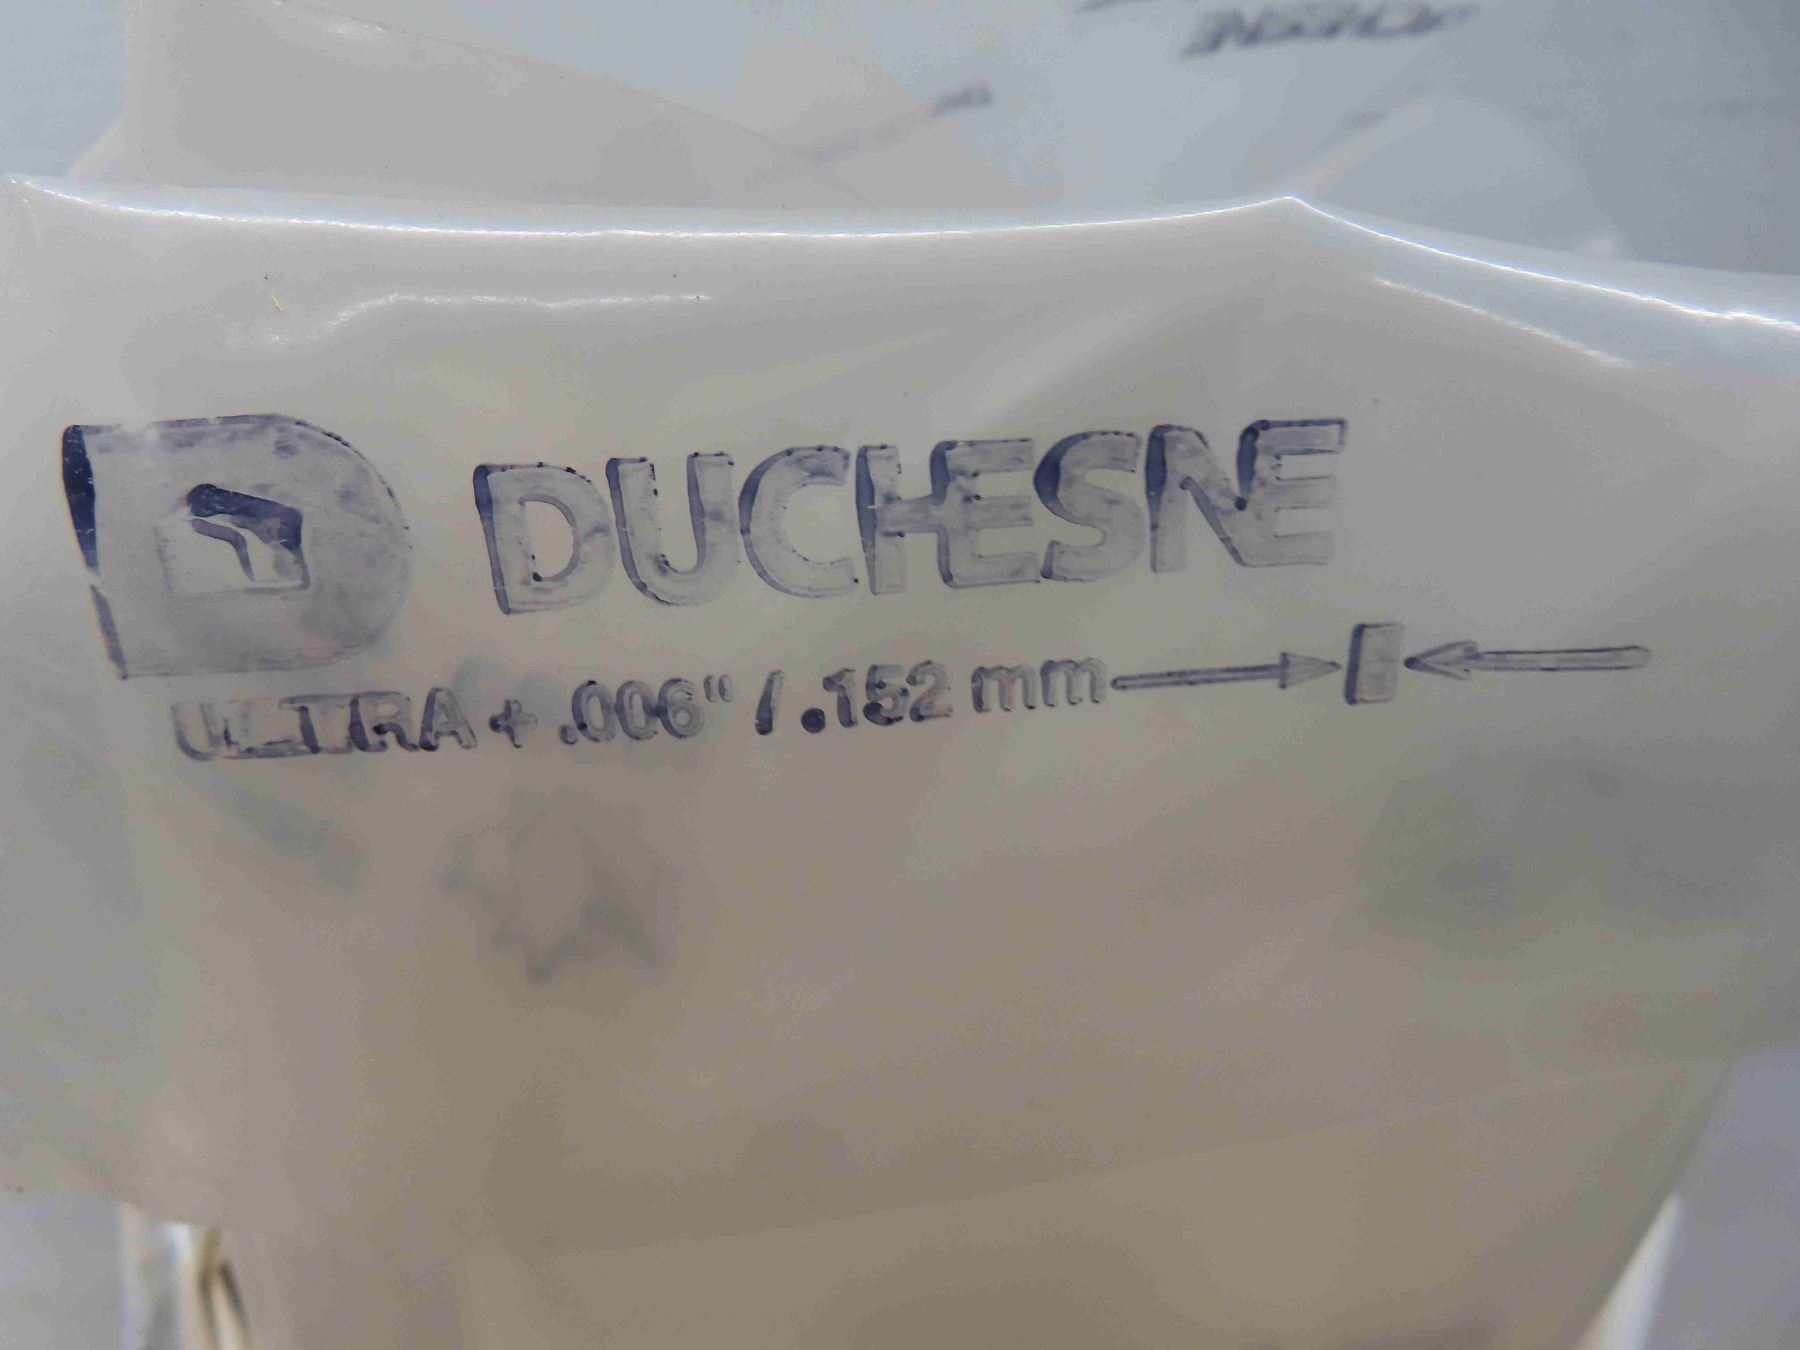 DUCHESNE
ULTRA + .006" / .152 mm